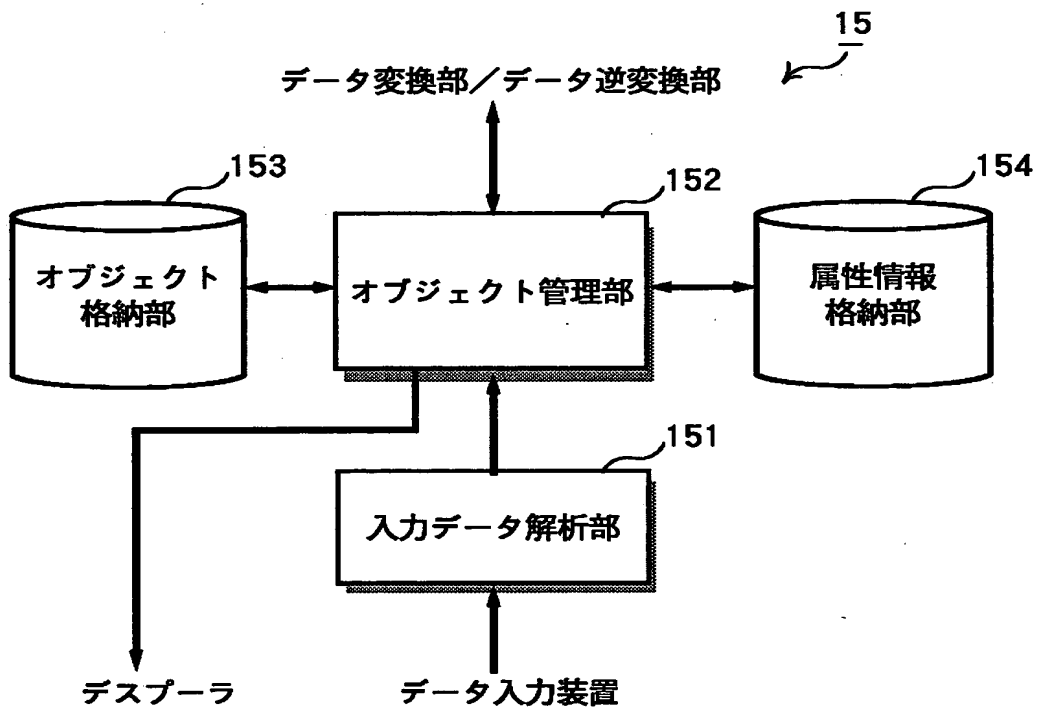 15
データ変換部／データ逆変換部
153
152
154
オブジェクト
格納部
オブジェクト管理部
属性情報
格納部
151
入力データ解析部
デスプーラ
データ入力装置